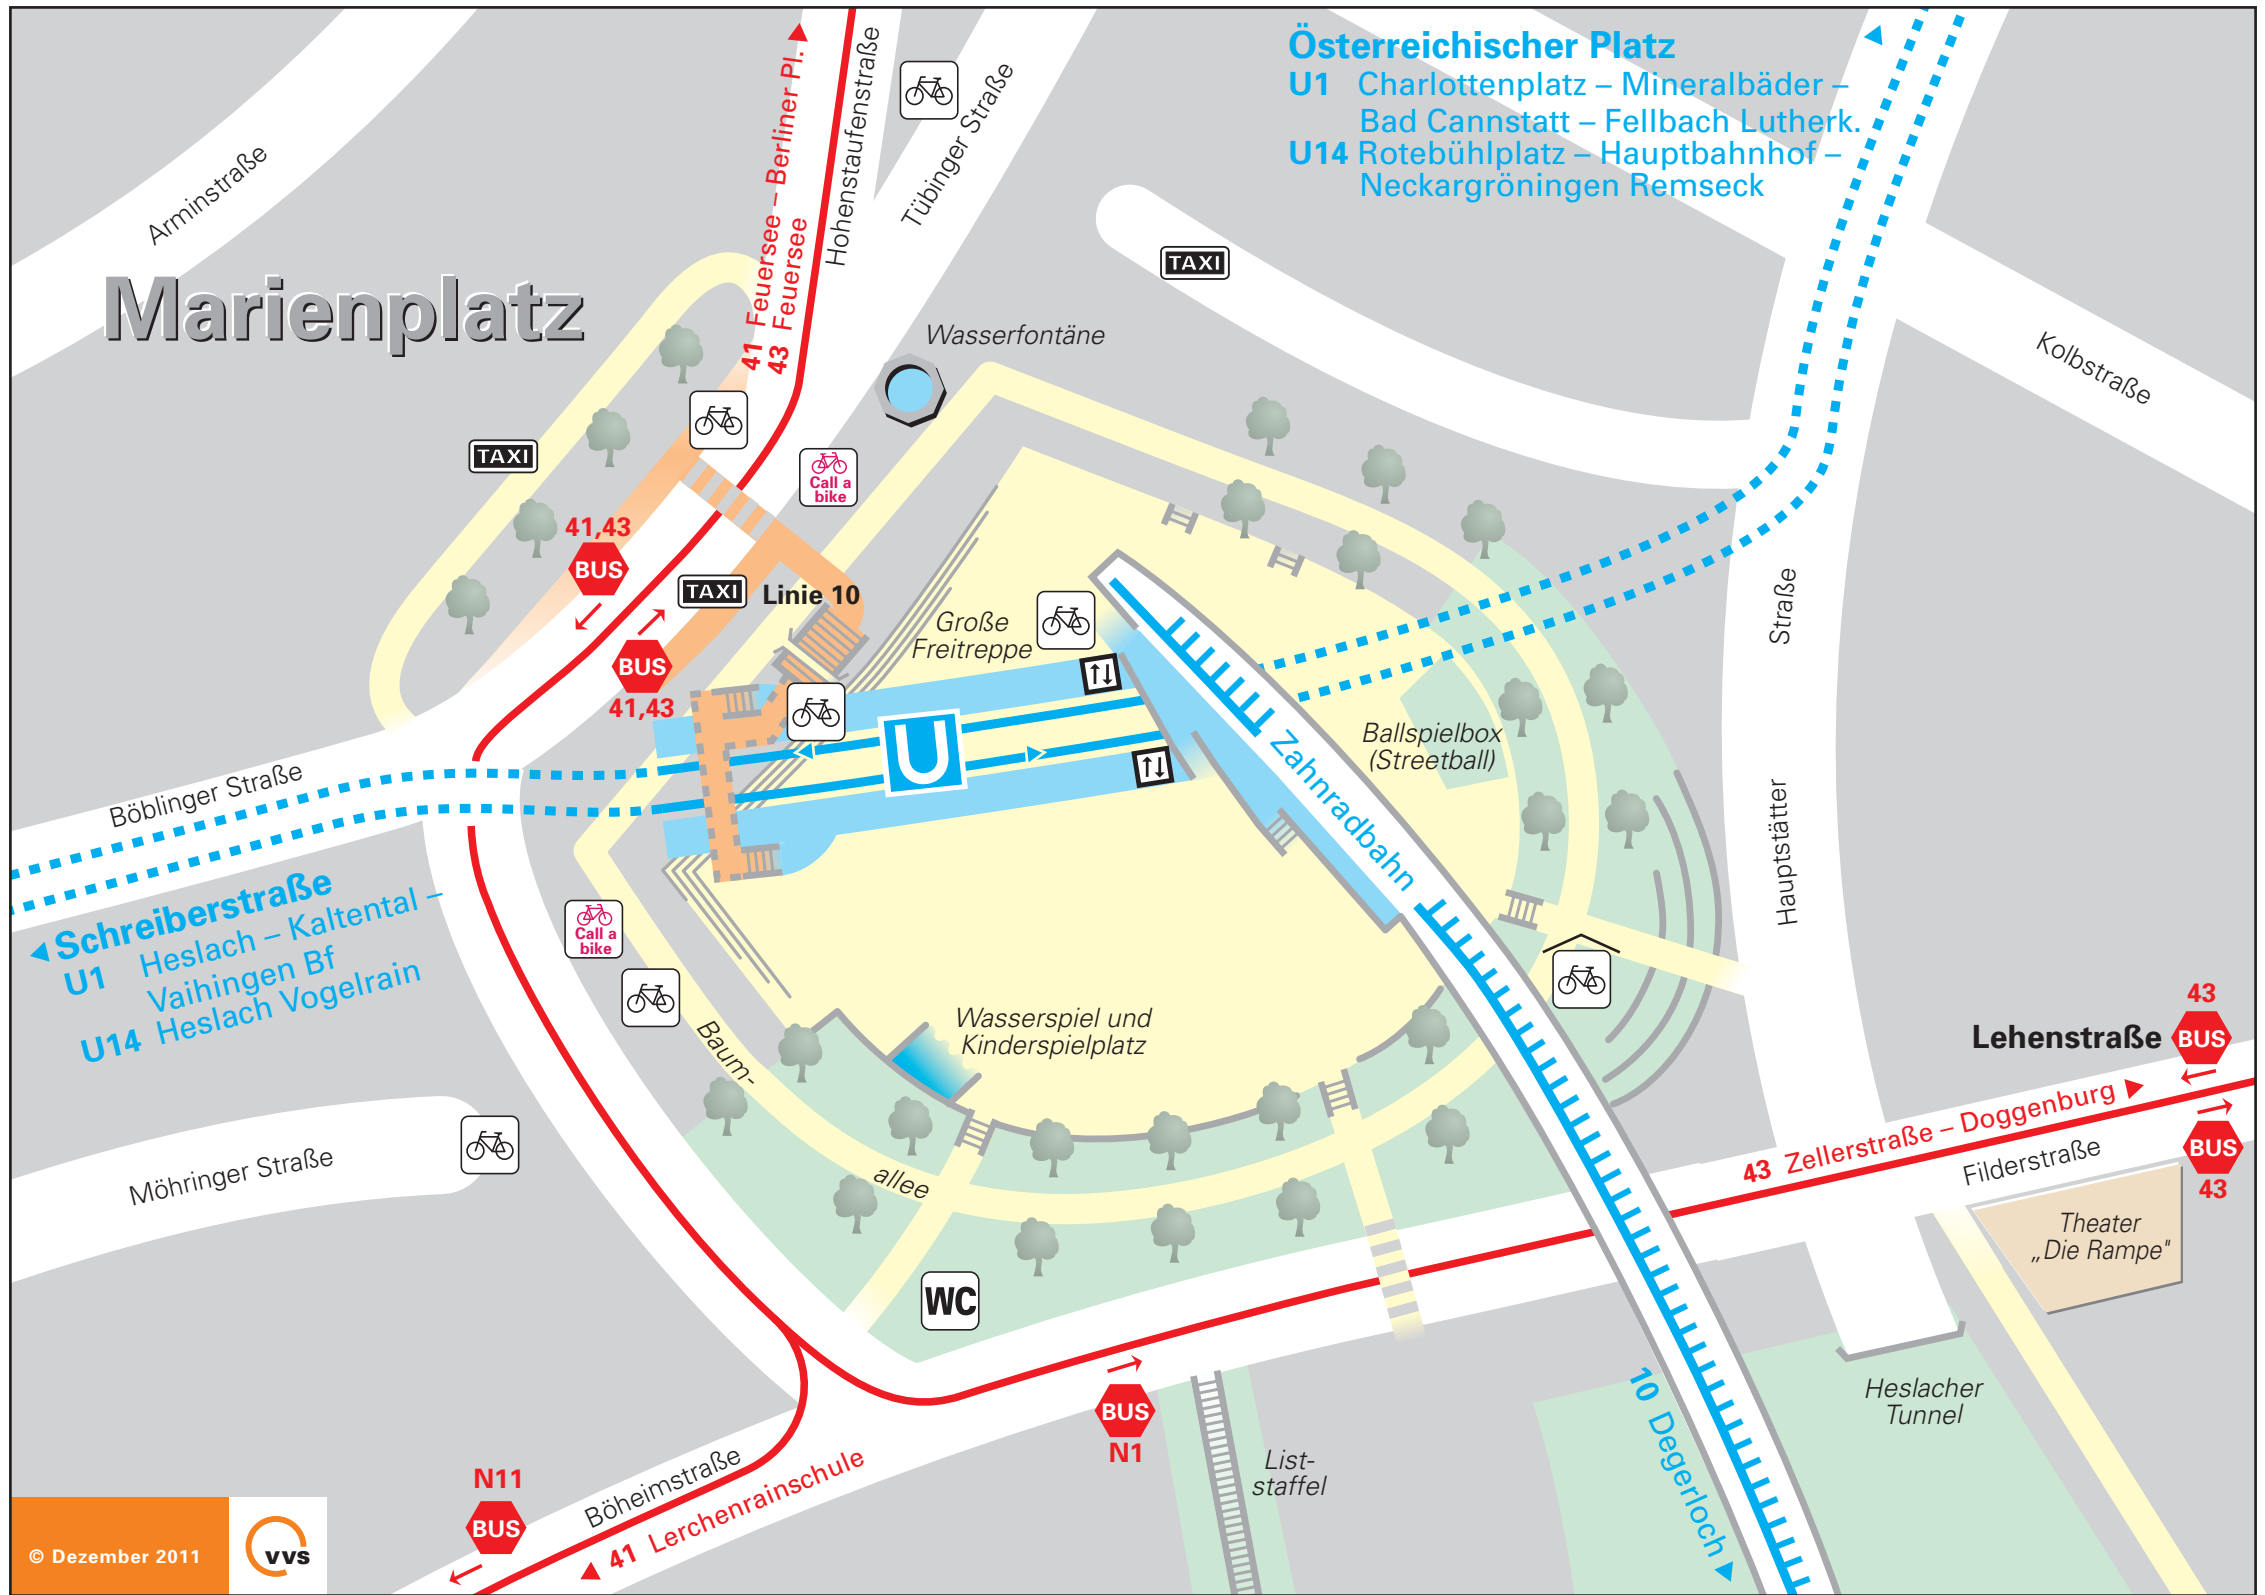 Marienplatz
Arminstraße
41 Feuersee – Berliner Pl.
43 Feuersee
Hohenstaufenstraße
Tübinger Straße
Österreichischer Platz
U1 Charlottenplatz – Mineralbäder –
Bad Cannstatt – Fellbach Lutherk.
U14 Rotebühlplatz – Hauptbahnhof –
Neckargröningen Remseck
TAXI
Kolbstraße
Wasserfontäne
TAXI
Call a
bike
41,43
BUS
TAXI
Linie 10
BUS
41,43
Große
Freitreppe
U
Zahnradbahn
Ballspielbox
(Streetball)
Hauptstätter Straße
Böblinger Straße
Schreiberstraße
U1 Heslach – Kaltental –
Vaihingen Bf
U14 Heslach Vogelrain
Call a
bike
Baum-
allee
Wasserspiel und
Kinderspielplatz
Möhringer Straße
WC
43
Lehenstraße
BUS
43 Zellerstraße – Doggenburg
Filderstraße
BUS
43
Theater
„Die Rampe"
Heslacher
Tunnel
10 Degerloch
BUS
N1
List-
staffel
N11
BUS
Böheimstraße
41 Lerchenrainschule
© Dezember 2011
vvs